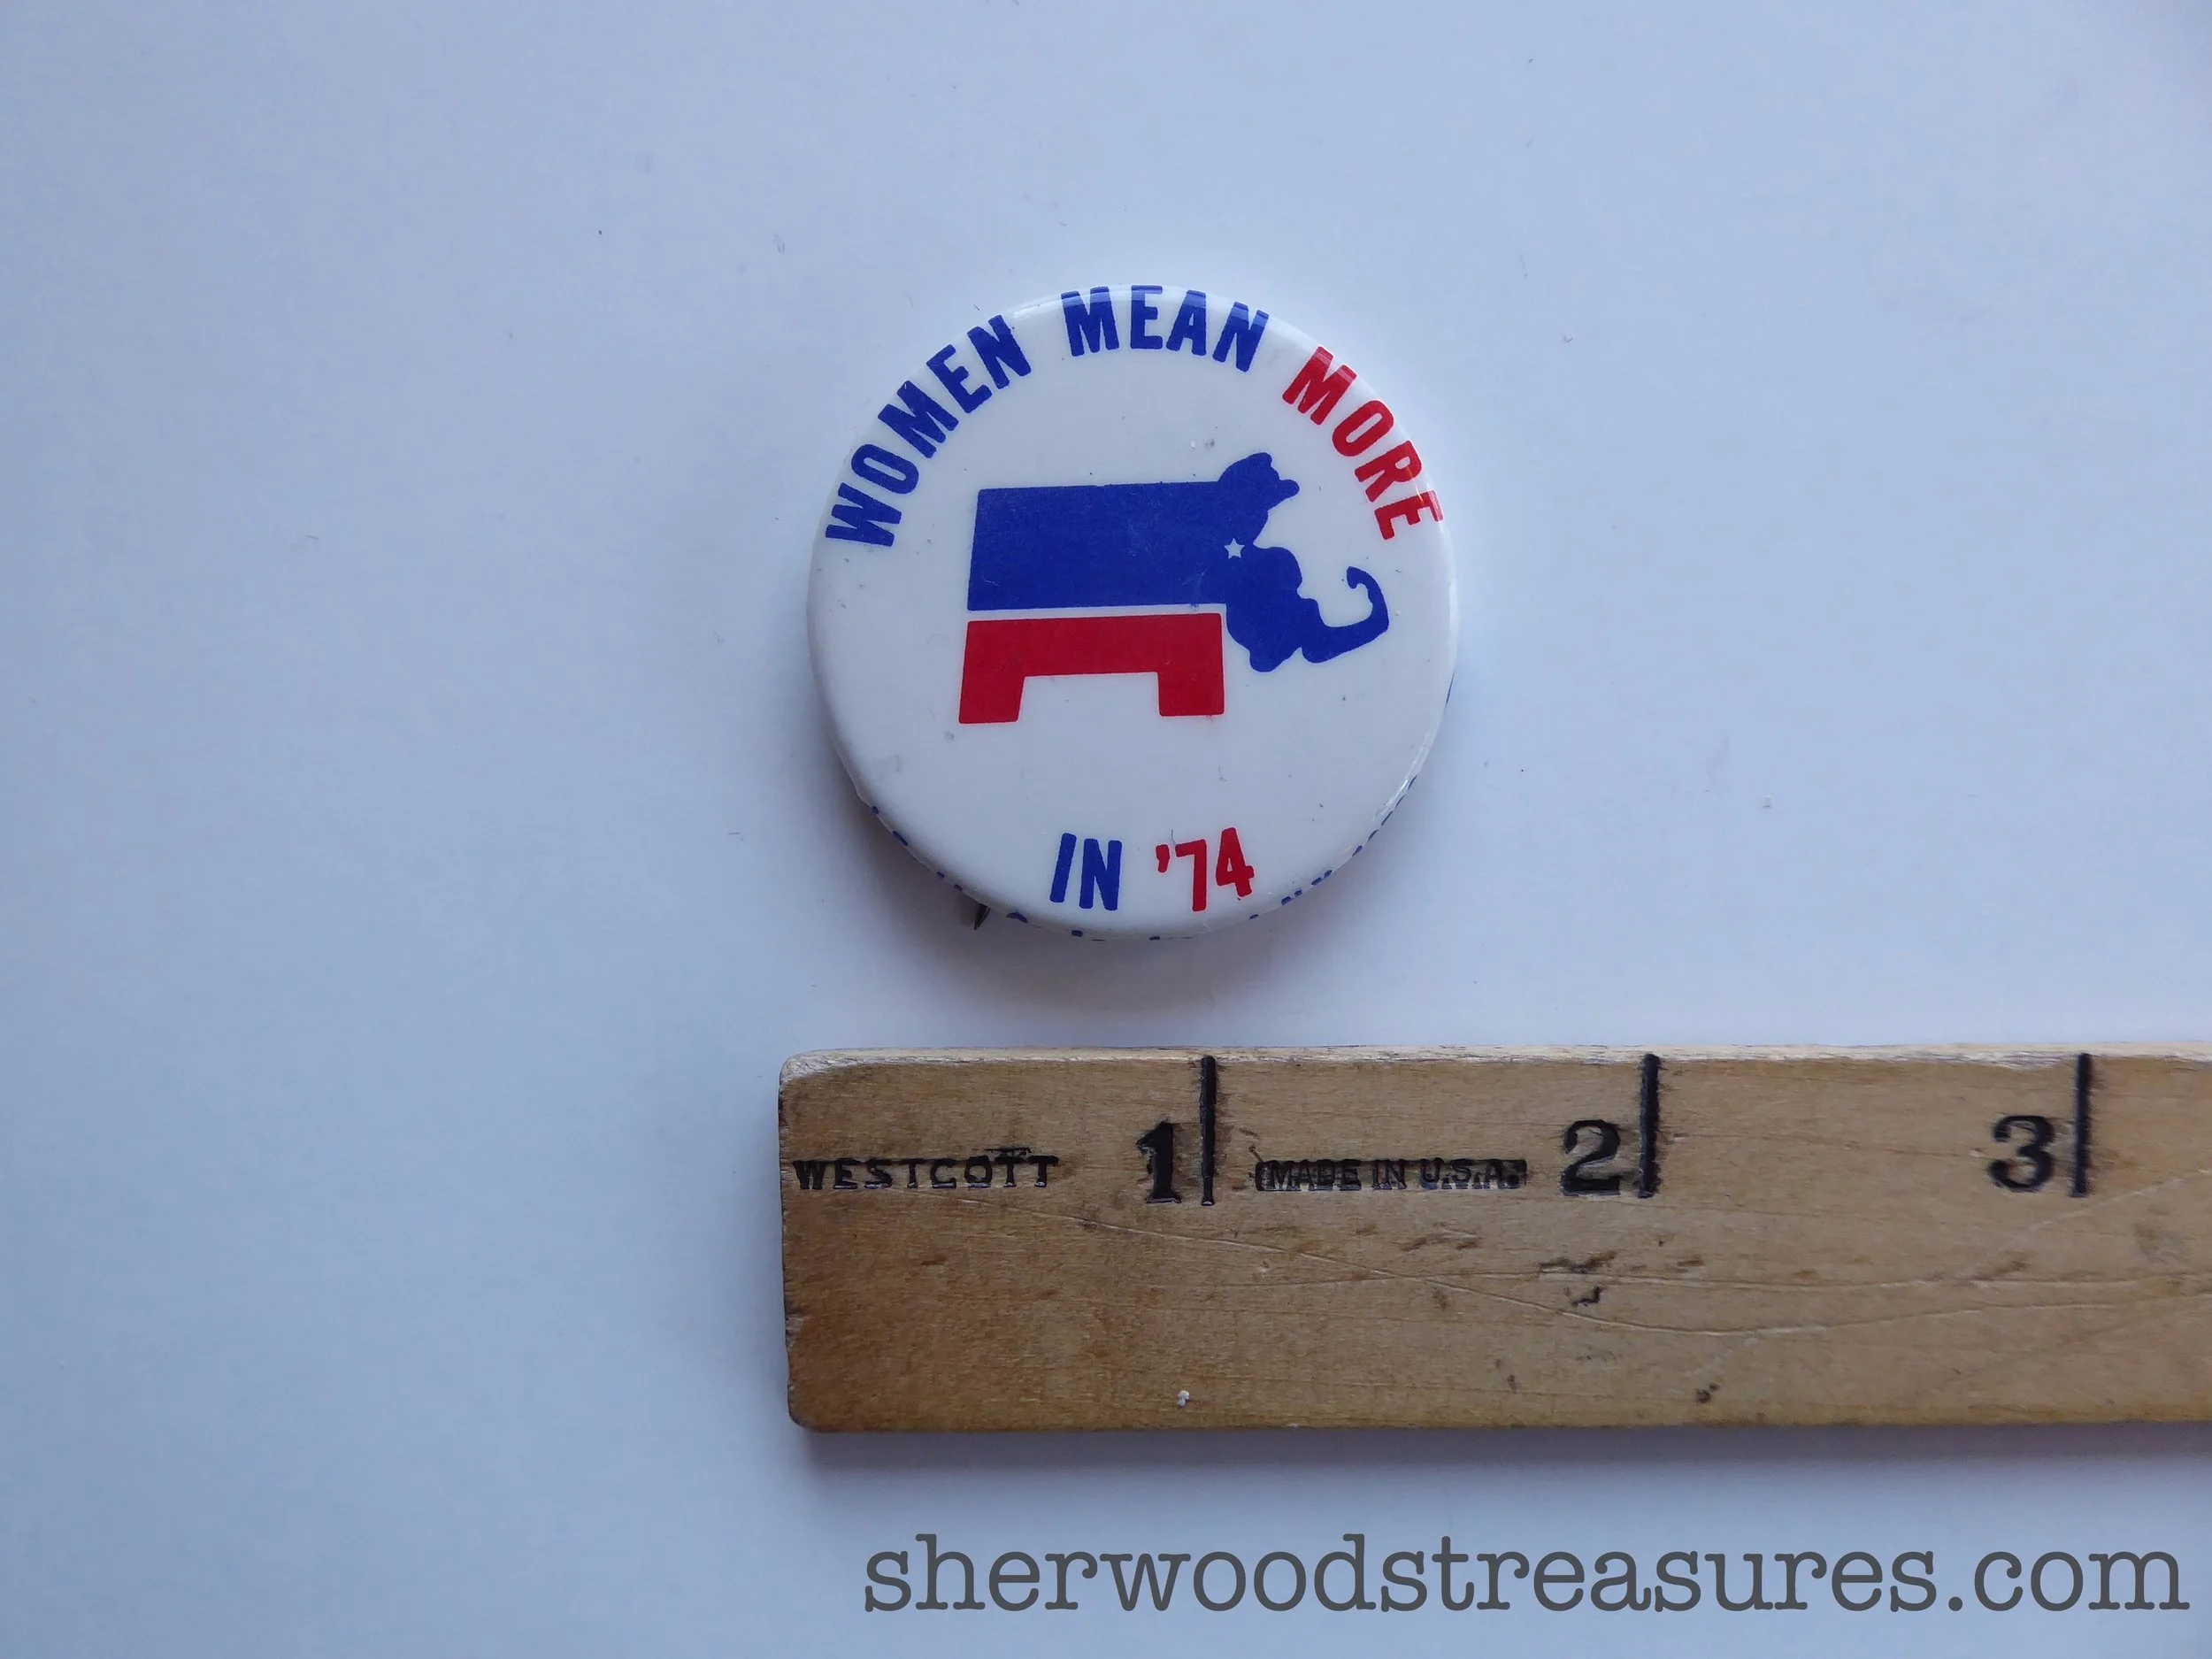 WOMEN MEAN MORE
IN '74
WESTCOTT 1 MADE IN U.S.A. 2 3
sherwoodstreasures.com